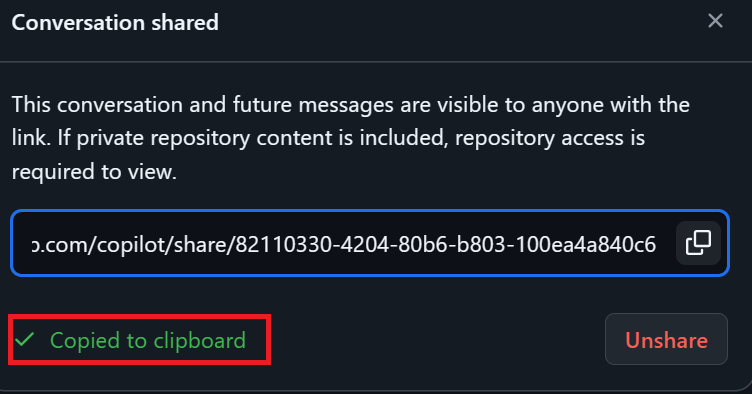 Conversation shared
This conversation and future messages are visible to anyone with the
link. If private repository content is included, repository access is
required to view.
o.com/copilot/share/82110330-4204-80b6-b803-100ea4a840c6
Copied to clipboard
Unshare